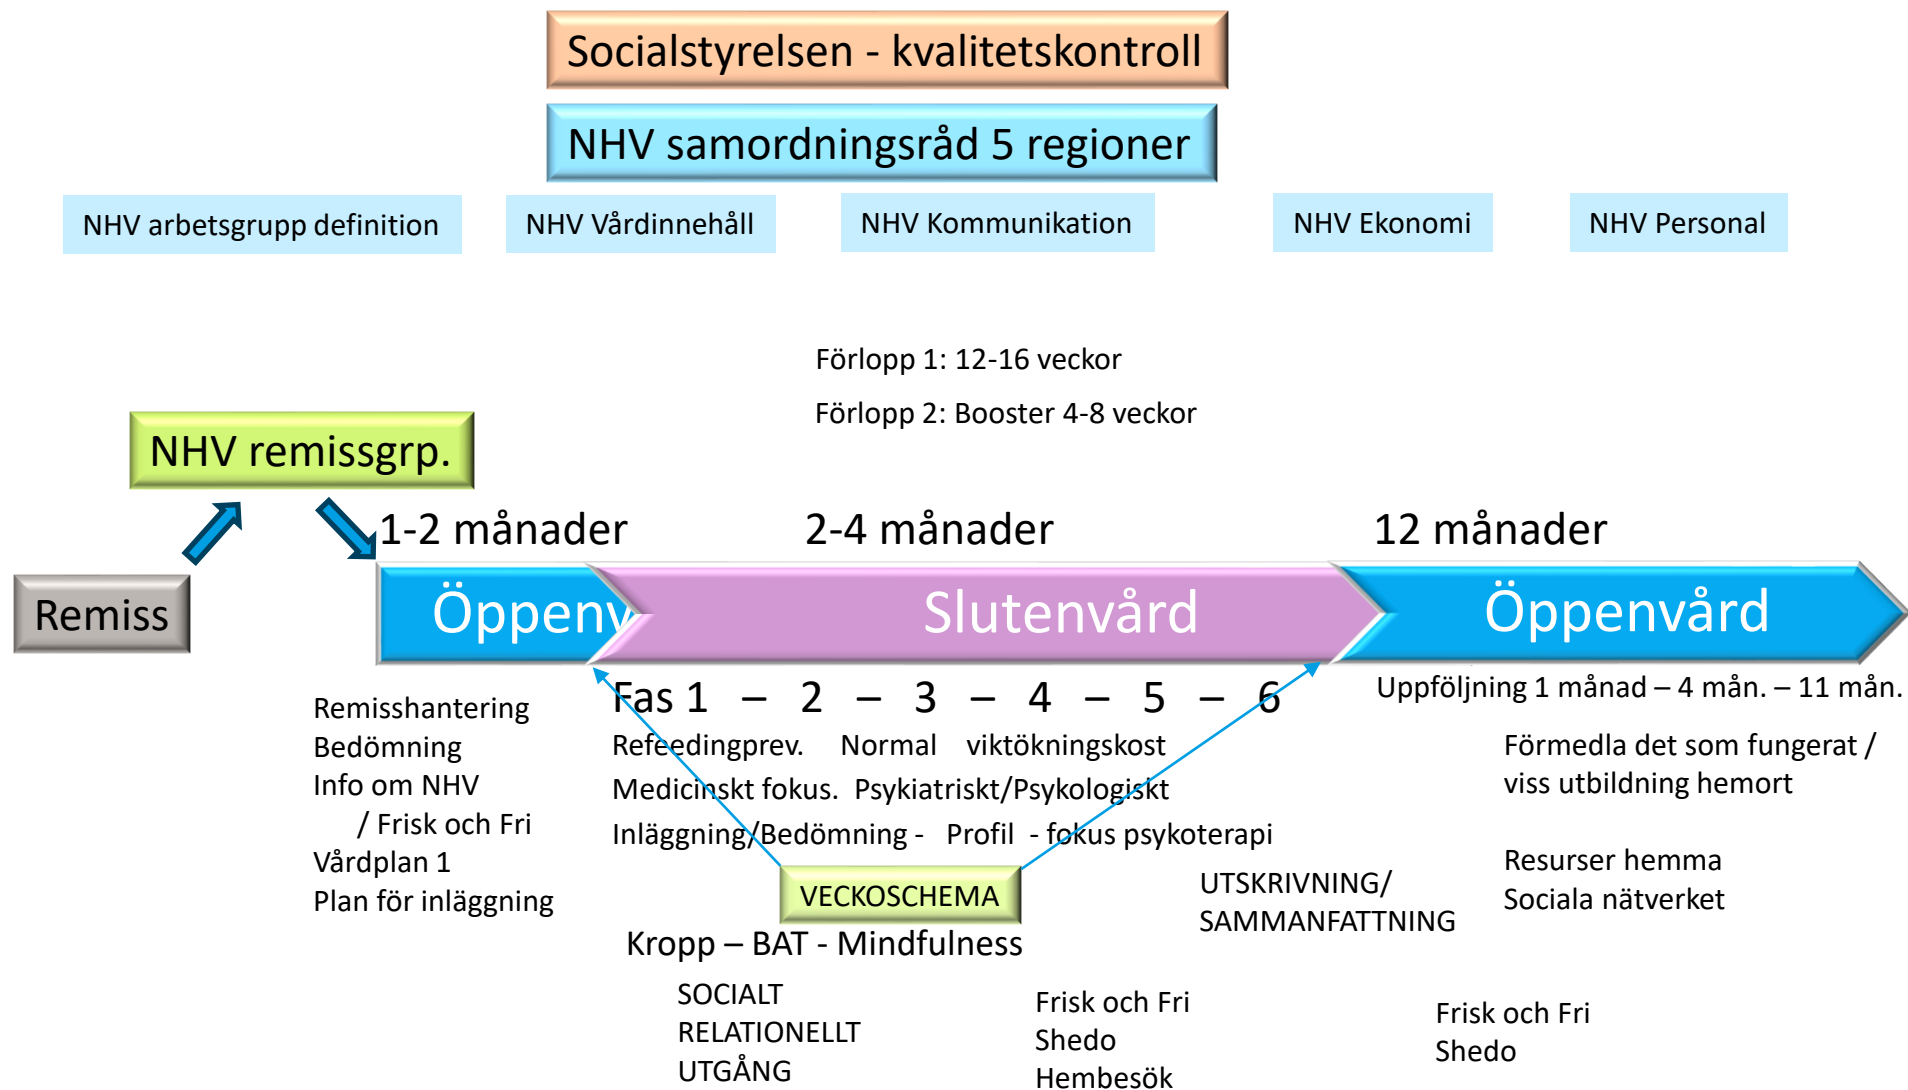 Socialstyrelsen - kvalitetskontroll
NHV samordningsråd 5 regioner
NHV arbetsgrupp definition
NHV Vårdinnehåll
NHV Kommunikation
NHV Ekonomi
NHV Personal
Förlopp 1: 12-16 veckor
Förlopp 2: Booster 4-8 veckor
NHV remissgrp.
1-2 månader
2-4 månader
12 månader
Remiss
Öppenv
Slutenvård
Öppenvård
Remisshantering
Bedömning
Info om NHV
/ Frisk och Fri
Vårdplan 1
Plan för inläggning
Fas 1 – 2 – 3 – 4 – 5 – 6
Refeedingprev. Normal viktökningskost
Medicinskt fokus. Psykiatriskt/Psykologiskt
Inläggning/Bedömning - Profil - fokus psykoterapi
VECKOSCHEMA
Kropp – BAT - Mindfulness
SOCIALT
RELATIONELLT
UTGÅNG
Frisk och Fri
Shedo
Hembesök
UTSKRIVNING/
SAMMANFATTNING
Uppföljning 1 månad – 4 mån. – 11 mån.
Förmedla det som fungerat /
viss utbildning hemort
Resurser hemma
Sociala nätverket
Frisk och Fri
Shedo